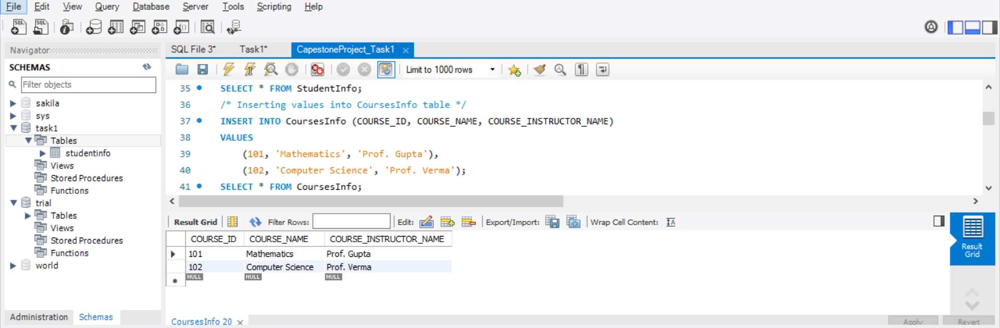 File Edit View Query Database Server Tools Scripting Help
SQL SQL
Navigator
SCHEMAS
Filter objects
sakila
sys
task1
Tables
studentinfo
Views
Stored Procedures
Functions
trial
Tables
Views
Stored Procedures
Functions
world
Administration Schemas
SQL File 3* Task1* CapestoneProject_Task1
Limit to 1000 rows
35 SELECT * FROM StudentInfo;
36 /* Inserting values into CoursesInfo table */
37 INSERT INTO CoursesInfo (COURSE_ID, COURSE_NAME, COURSE_INSTRUCTOR_NAME)
38 VALUES
39 (101, 'Mathematics', 'Prof. Gupta'),
40 (102, 'Computer Science', 'Prof. Verma');
41 SELECT * FROM CoursesInfo;
Result Grid Filter Rows: Edit: Export/Import: Wrap Cell Content: IA
COURSE_ID COURSE_NAME COURSE_INSTRUCTOR_NAME
101 Mathematics Prof. Gupta
102 Computer Science Prof. Verma
NULL NULL NULL
Result
Grid
CoursesInfo 20
Apply Revert